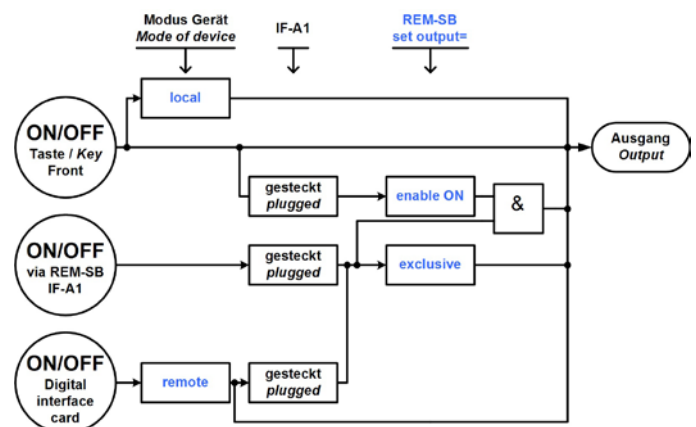 Modus Gerät
Mode of device
IF-A1
REM-SB
set output=
local
ON/OFF
Taste / Key
Front
Ausgang
Output
gesteckt
plugged
enable ON
&
ON/OFF
via REM-SB
IF-A1
gesteckt
plugged
exclusive
ON/OFF
Digital
interface
card
remote
gesteckt
plugged